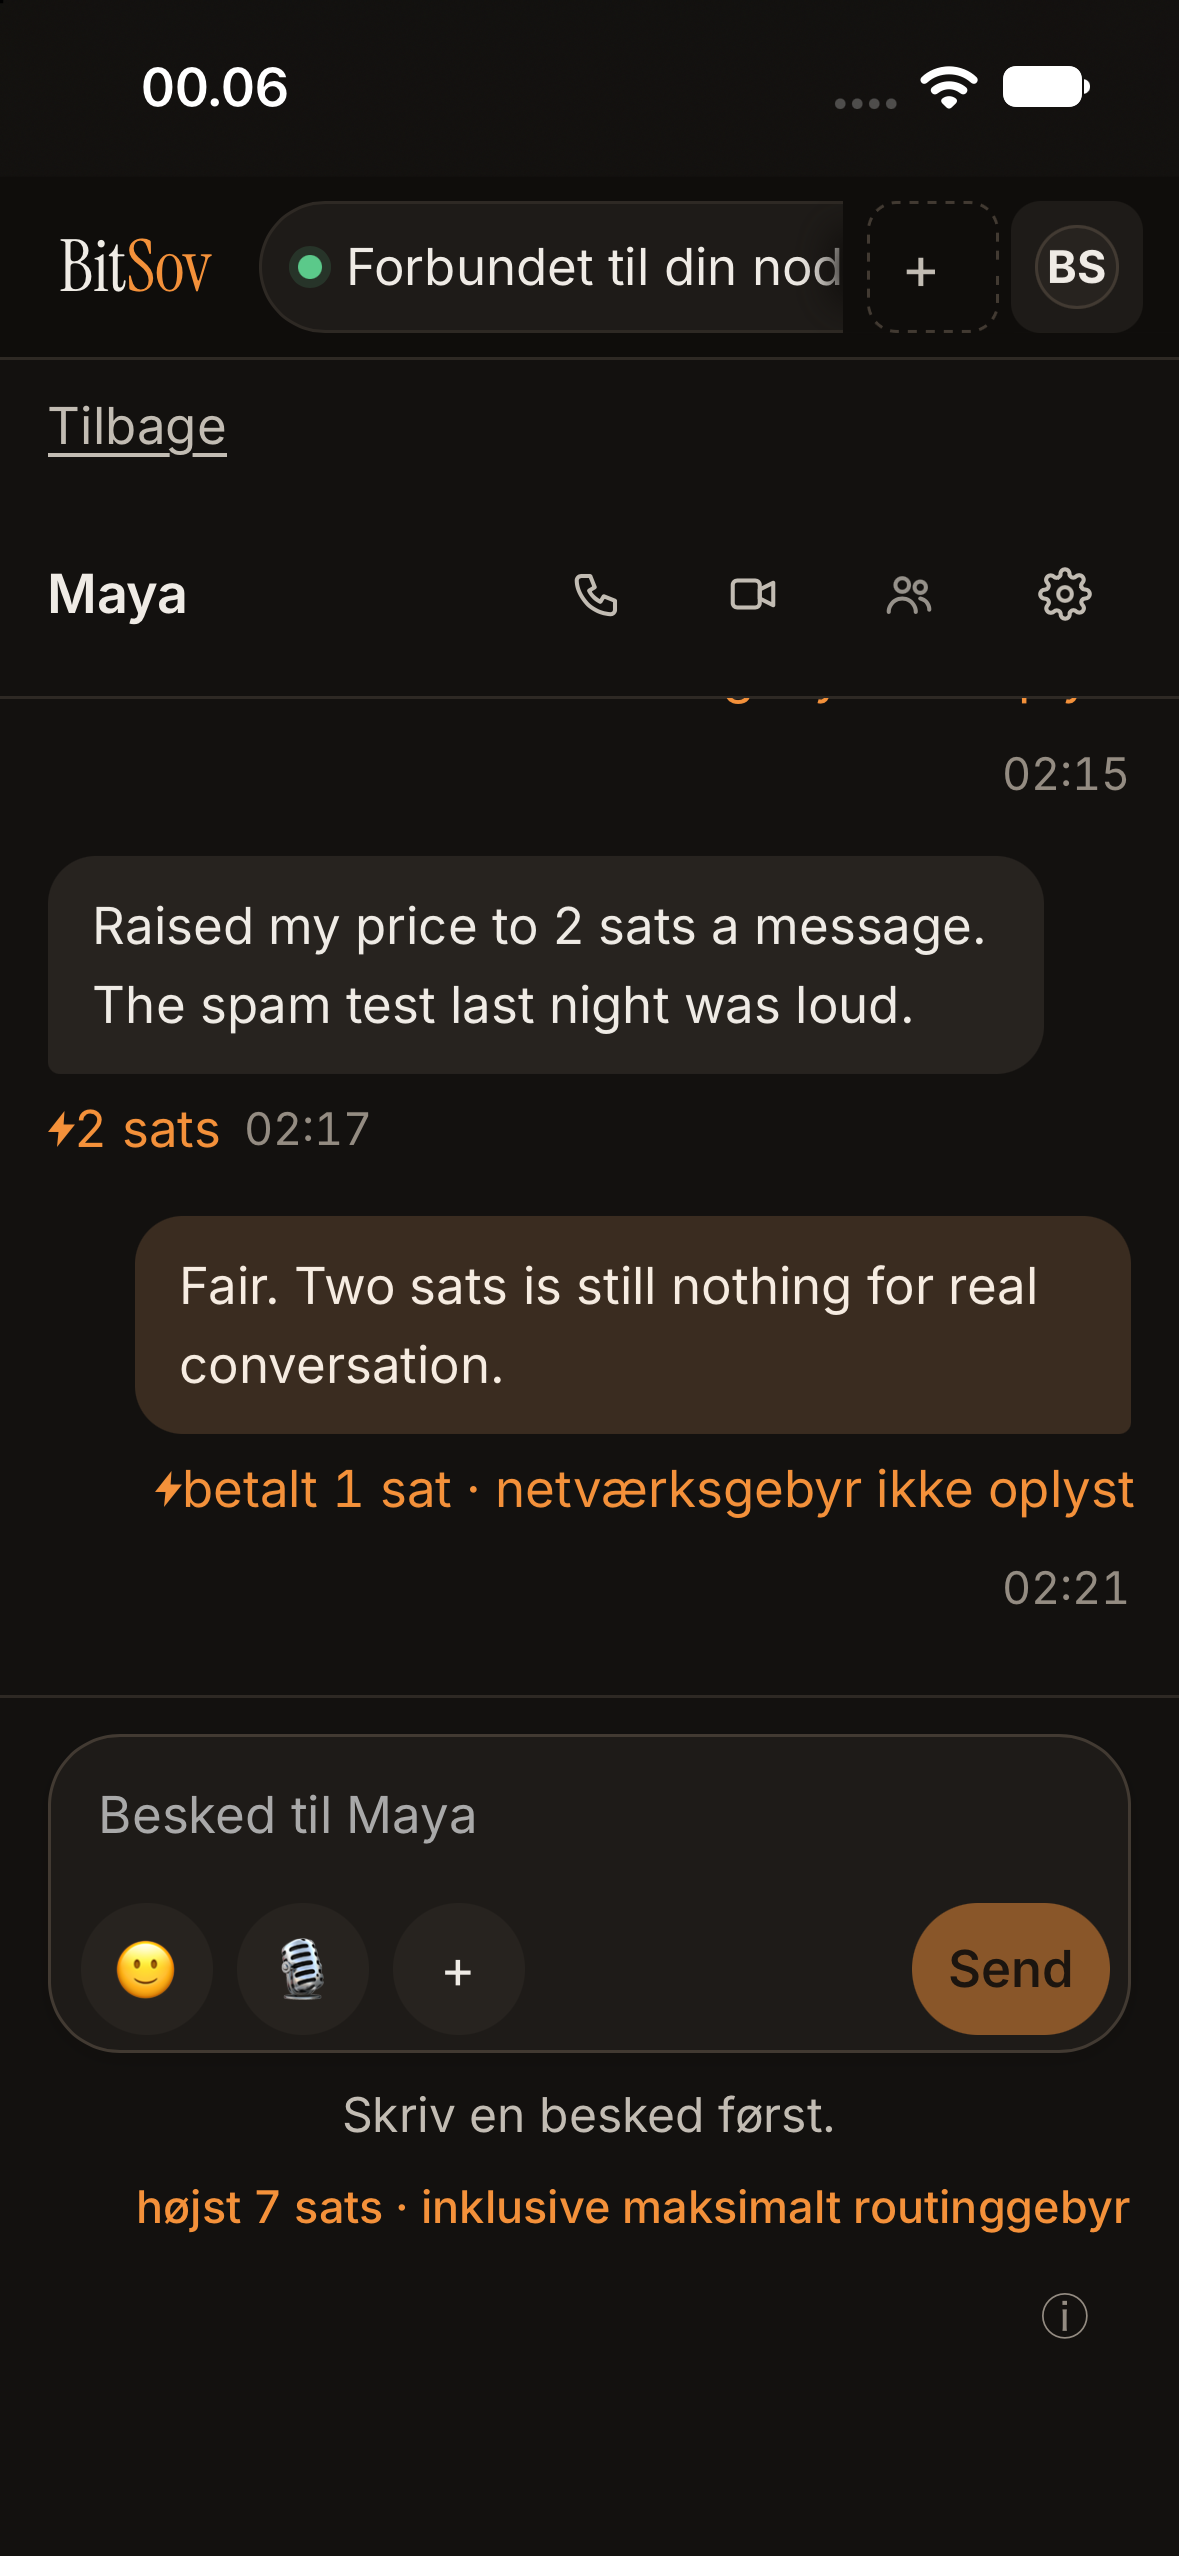 00.06
BitSov
Forbundet til din nod
+
BS
Tilbage
Maya
02:15
Raised my price to 2 sats a message.
The spam test last night was loud.
2 sats 02:17
Fair. Two sats is still nothing for real
conversation.
betalt 1 sat · netværksgebyr ikke oplyst
02:21
Besked til Maya
+
Send
Skriv en besked først.
højst 7 sats · inklusive maksimalt routinggebyr
i